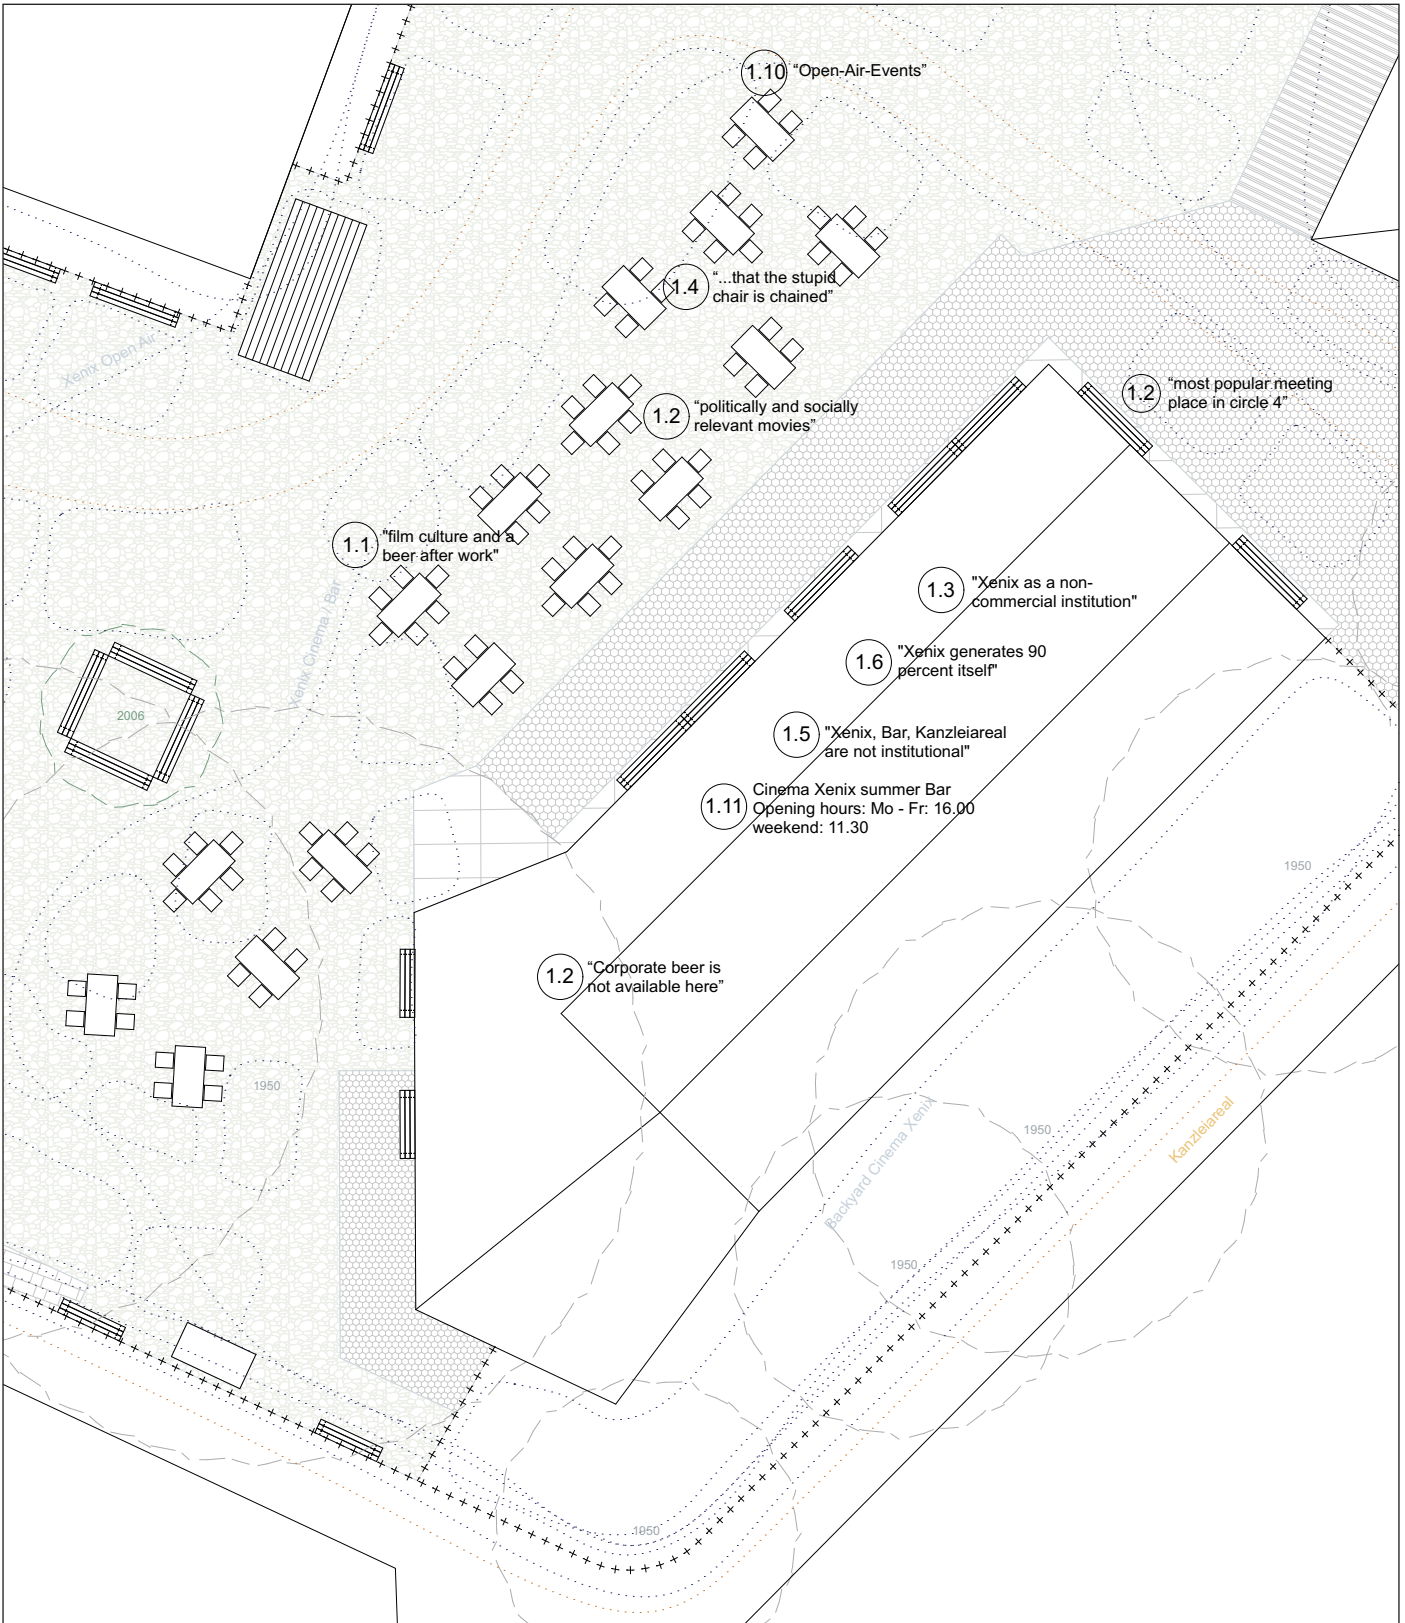 1.10 “Open-Air-Events”
1.4 “...that the stupid
chair is chained”
Xenix Open Air
1.2 “most popular meeting
place in circle 4”
1.2 “politically and socially
relevant movies”
1.1 "film culture and a
beer after work"
1.3 "Xenix as a non-
commercial institution"
Xenix Cinema Bar
1.6 "Xenix generates 90
percent itself"
2006
1.5 "Xenix, Bar, Kanzleiareal
are not institutional"
1.11 Cinema Xenix summer Bar
Opening hours: Mo - Fr: 16.00
weekend: 11.30
1950
1.2 “Corporate beer is
not available here”
1950
1950
Kanzleiareal
Backyard Cinema Xenix
1950
1950